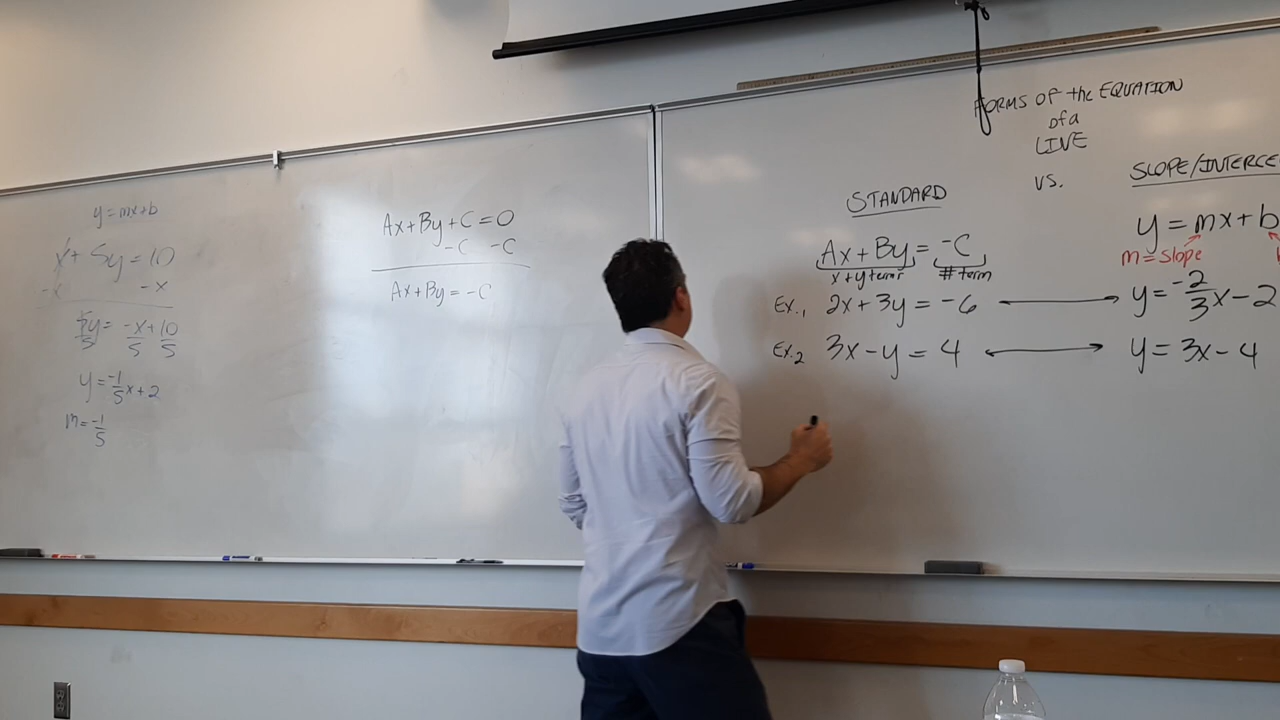 y = mx+b
x + 5y = 10
-x -x
5y/5 = -x/5 + 10/5
y = -1/5 x + 2
m = -1/5
Ax + By + C = 0
-C -C
Ax + By = -C
FORMS OF the EQUATION
of a
LINE
STANDARD
VS.
SLOPE/INTERCE
Ax + By = -C
x + y term # term
y = mx + b
m = slope
Ex. 1 2x + 3y = -6 ⟷ y = -2/3 x - 2
Ex. 2 3x - y = 4 ⟷ y = 3x - 4